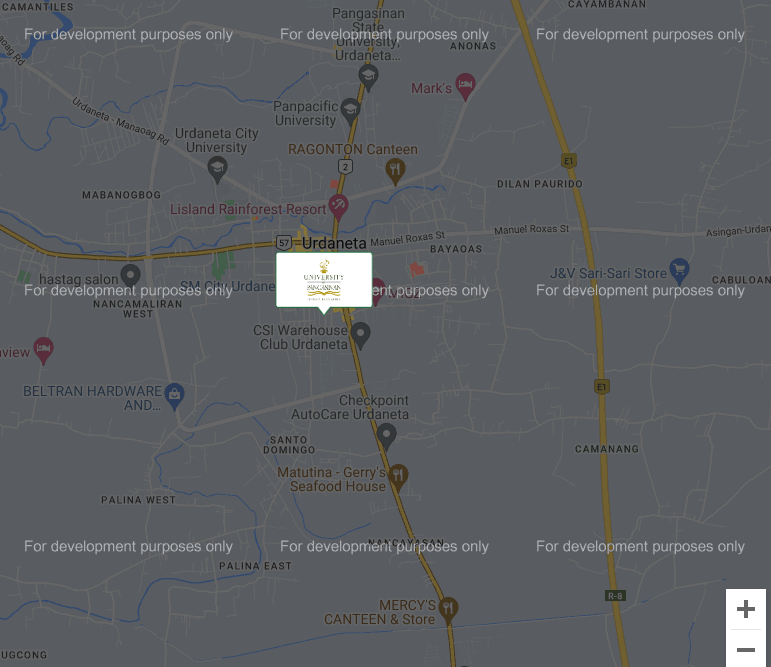 CAMANTILES
CAYAMBANAN
Pangasinan
State
University,
Urdaneta...
For development purposes only
For development purposes only
For development purposes only
ANONAS
Mark's
Urdaneta - Manaoag Rd
Panpacific
University
Urdaneta City
University
RAGONTON Canteen
2
E1
MABANOGBOG
DILAN PAURIDO
Lisland Rainforest Resort
57
Urdaneta
Manuel Roxas St
Manuel Roxas St
Asingan-Urdan
BAYAOAS
hastag salon
SM City Urdane
UNIVERSITY
PANGASINAN
J&V Sari-Sari Store
CABULOAN
For development purposes only
For development purposes only
For development purposes only
NANCAMALIRAN
WEST
CSI Warehouse
Club Urdaneta
view
BELTRAN HARDWARE
AND...
E1
Checkpoint
AutoCare Urdaneta
SANTO
DOMINGO
CAMANANG
Matutina - Gerry's
Seafood House
PALINA WEST
NANCAYASAN
For development purposes only
For development purposes only
For development purposes only
PALINA EAST
R-8
MERCY'S
CANTEEN & Store
UGCONG